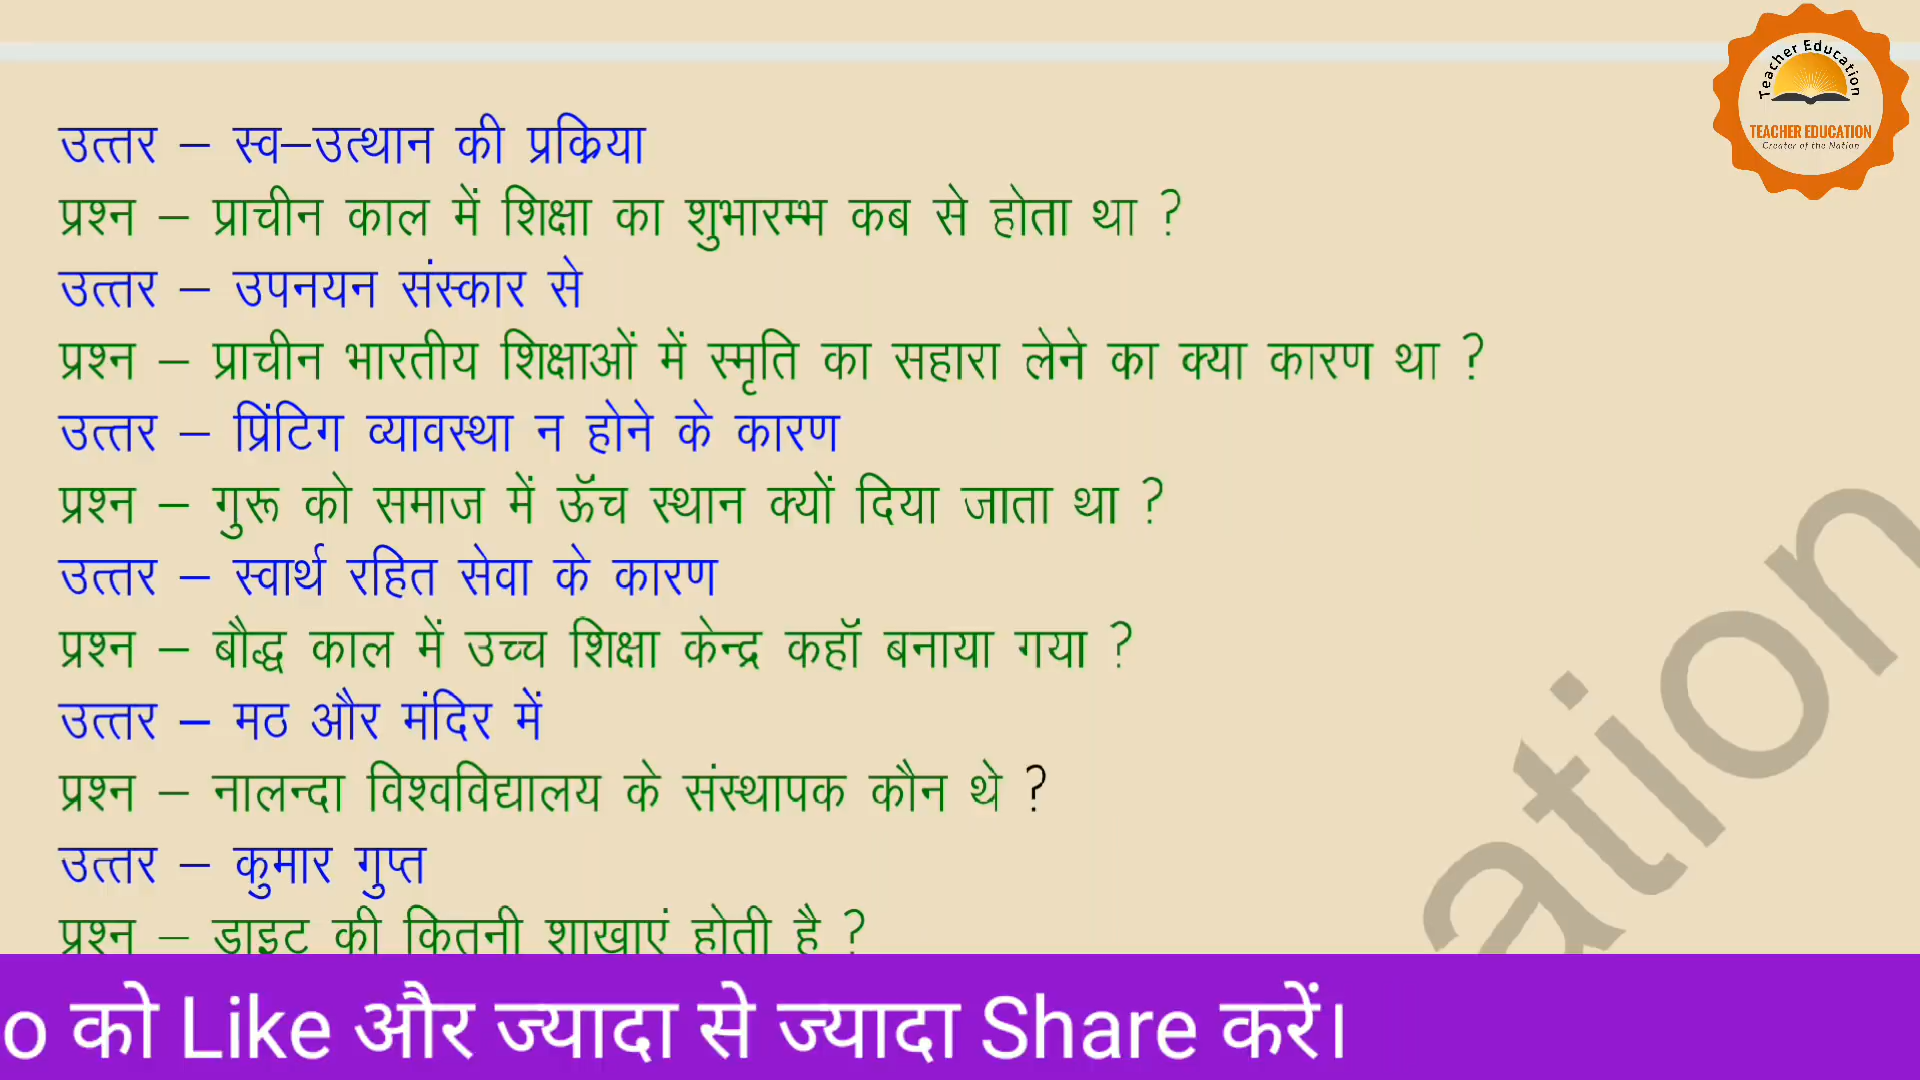 Teacher Education
TEACHER EDUCATION
Creator of the Nation
उत्तर – स्व–उत्थान की प्रक्रिया
प्रश्न – प्राचीन काल में शिक्षा का शुभारम्भ कब से होता था ?
उत्तर – उपनयन संस्कार से
प्रश्न – प्राचीन भारतीय शिक्षाओं में स्मृति का सहारा लेने का क्या कारण था ?
उत्तर – प्रिंटिग व्यावस्था न होने के कारण
प्रश्न – गुरू को समाज में ऊॅच स्थान क्यों दिया जाता था ?
उत्तर – स्वार्थ रहित सेवा के कारण
प्रश्न – बौद्ध काल में उच्च शिक्षा केन्द्र कहॉ बनाया गया ?
उत्तर – मठ और मंदिर में
प्रश्न – नालन्दा विश्वविद्यालय के संस्थापक कौन थे ?
उत्तर – कुमार गुप्त
प्रश्न – डाइट की कितनी शाखाएं होती है ?
ation
o को Like और ज्यादा से ज्यादा Share करें।